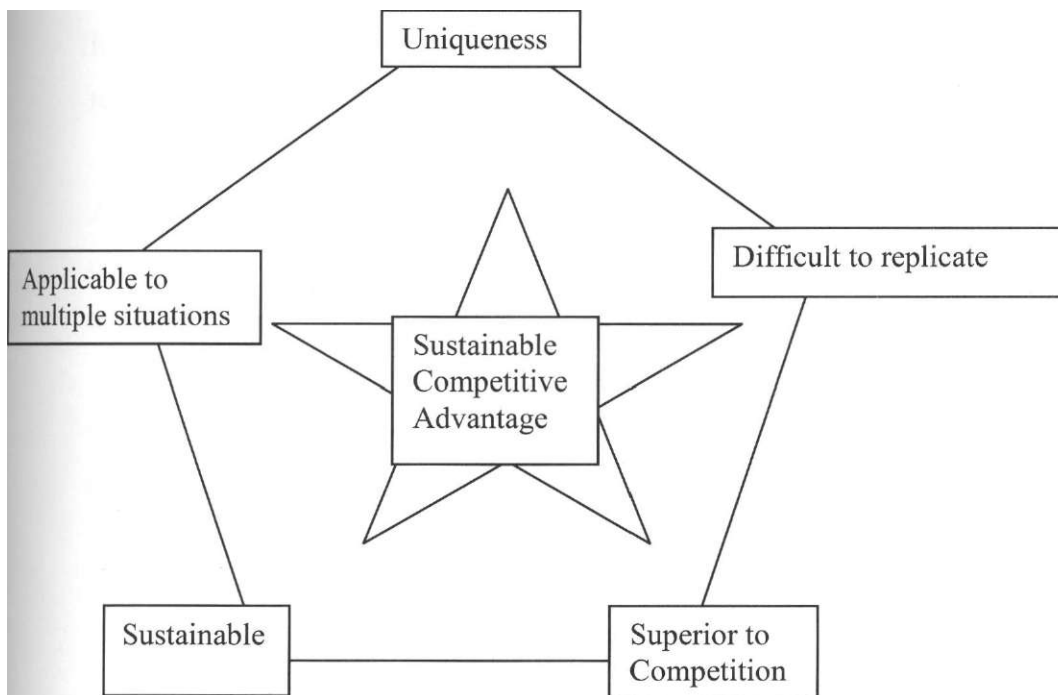 Uniqueness
Applicable to
multiple situations
Difficult to replicate
Sustainable
Competitive
Advantage
Sustainable
Superior to
Competition